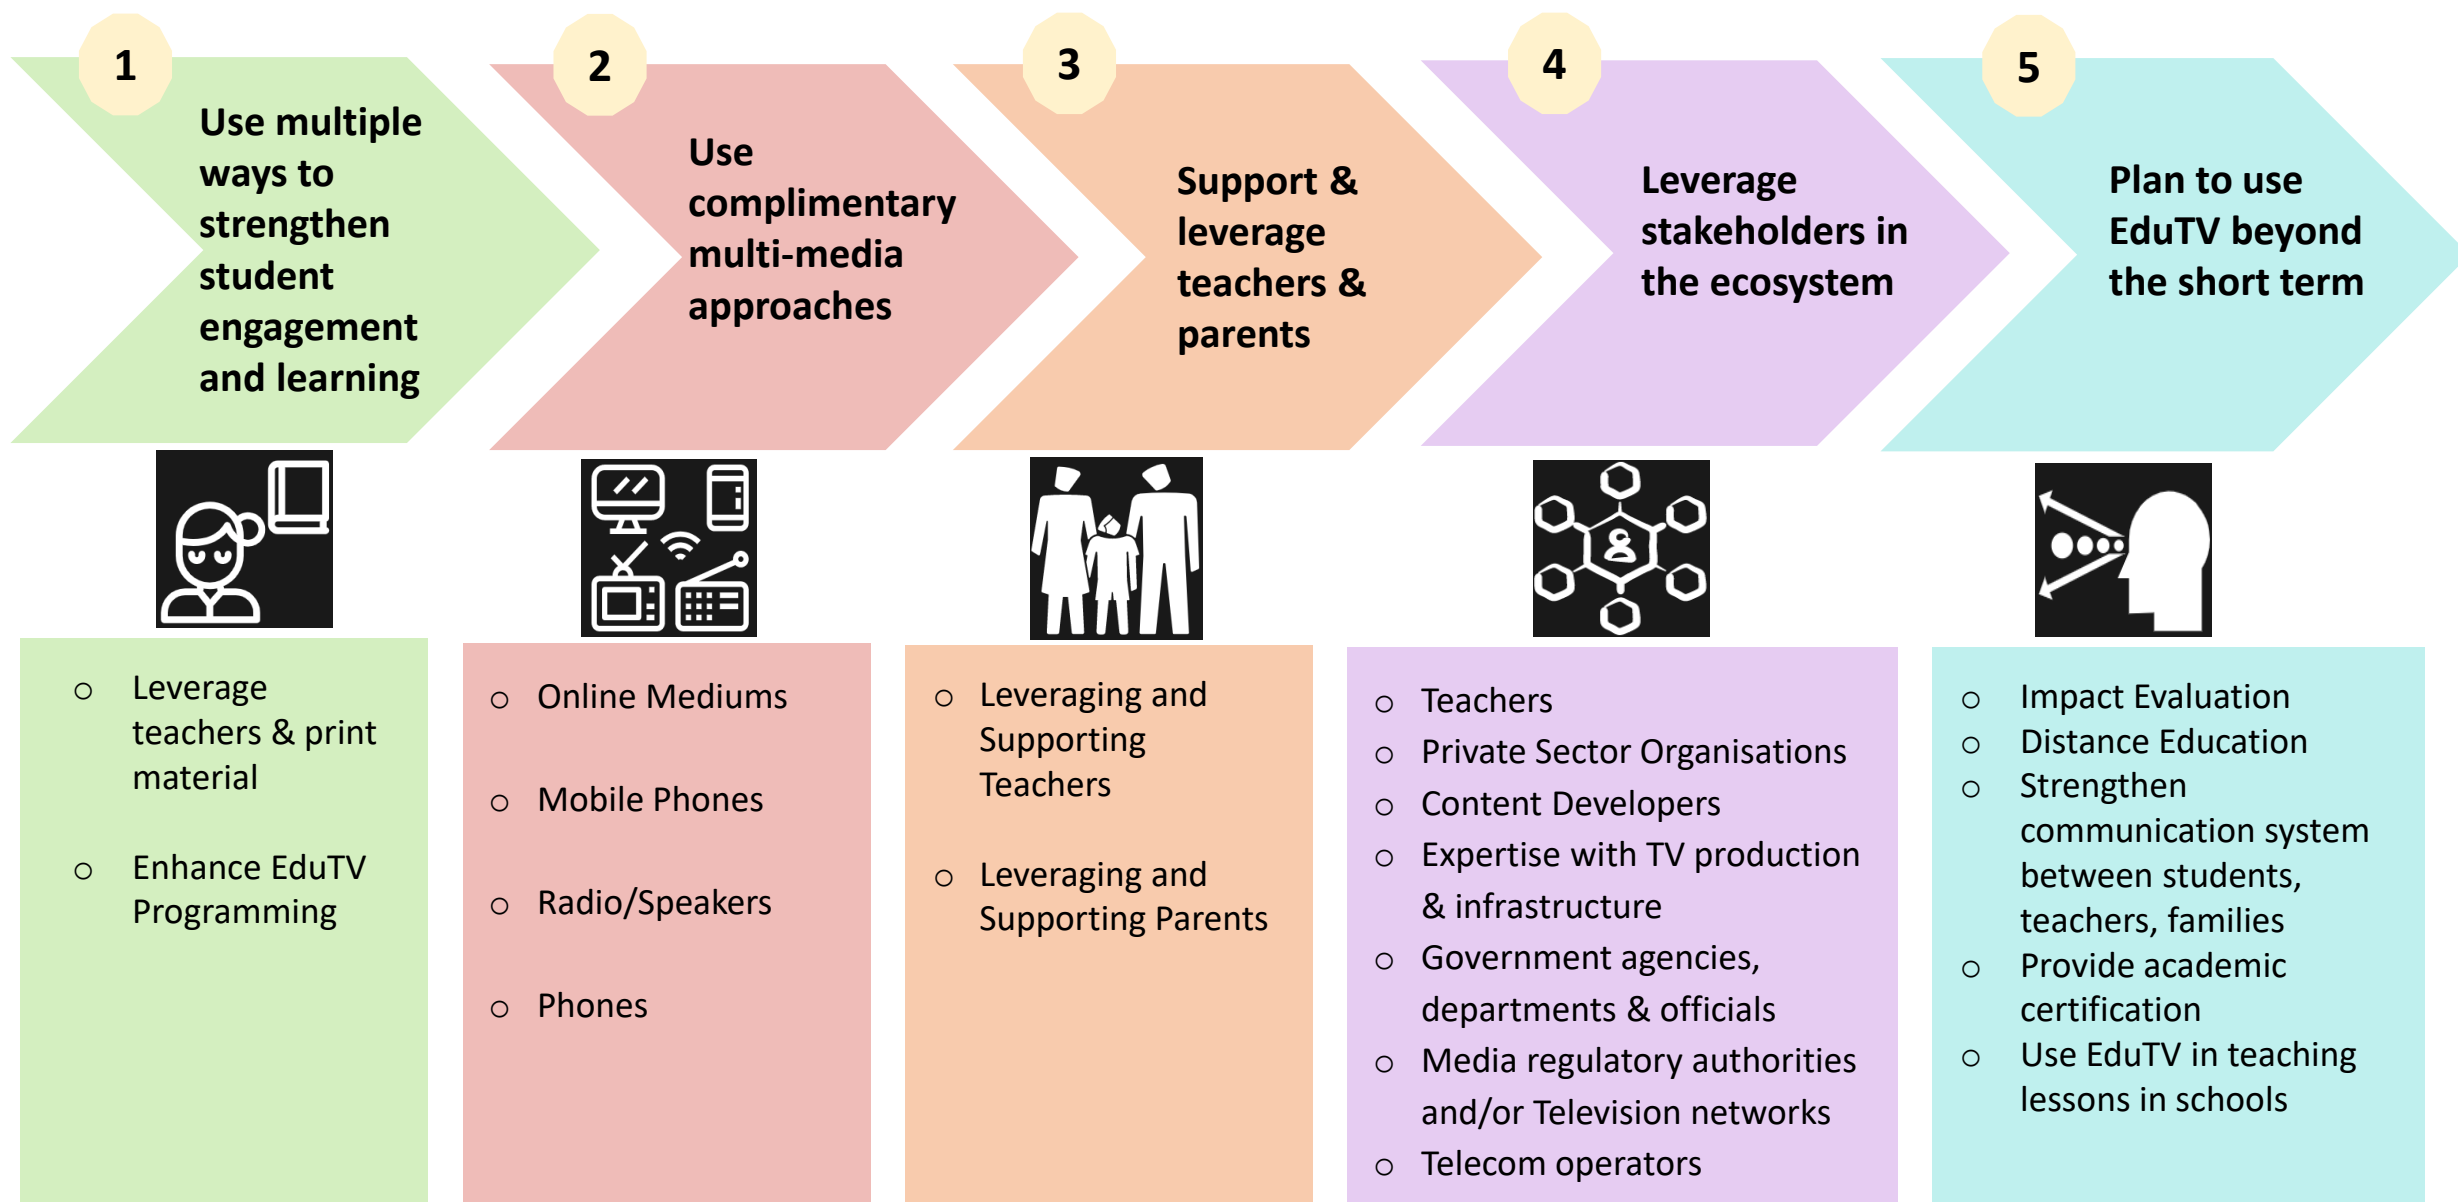 1
Use multiple
ways to
strengthen
student
engagement
and learning
2
Use
complimentary
multi-media
approaches
3
Support &
leverage
teachers &
parents
4
Leverage
stakeholders in
the ecosystem
5
Plan to use
EduTV beyond
the short term
o Leverage
teachers & print
material
o Enhance EduTV
Programming
o Online Mediums
o Mobile Phones
o Radio/Speakers
o Phones
o Leveraging and
Supporting
Teachers
o Leveraging and
Supporting Parents
o Teachers
o Private Sector Organisations
o Content Developers
o Expertise with TV production
& infrastructure
o Government agencies,
departments & officials
o Media regulatory authorities
and/or Television networks
o Telecom operators
o Impact Evaluation
o Distance Education
o Strengthen
communication system
between students,
teachers, families
o Provide academic
certification
o Use EduTV in teaching
lessons in schools